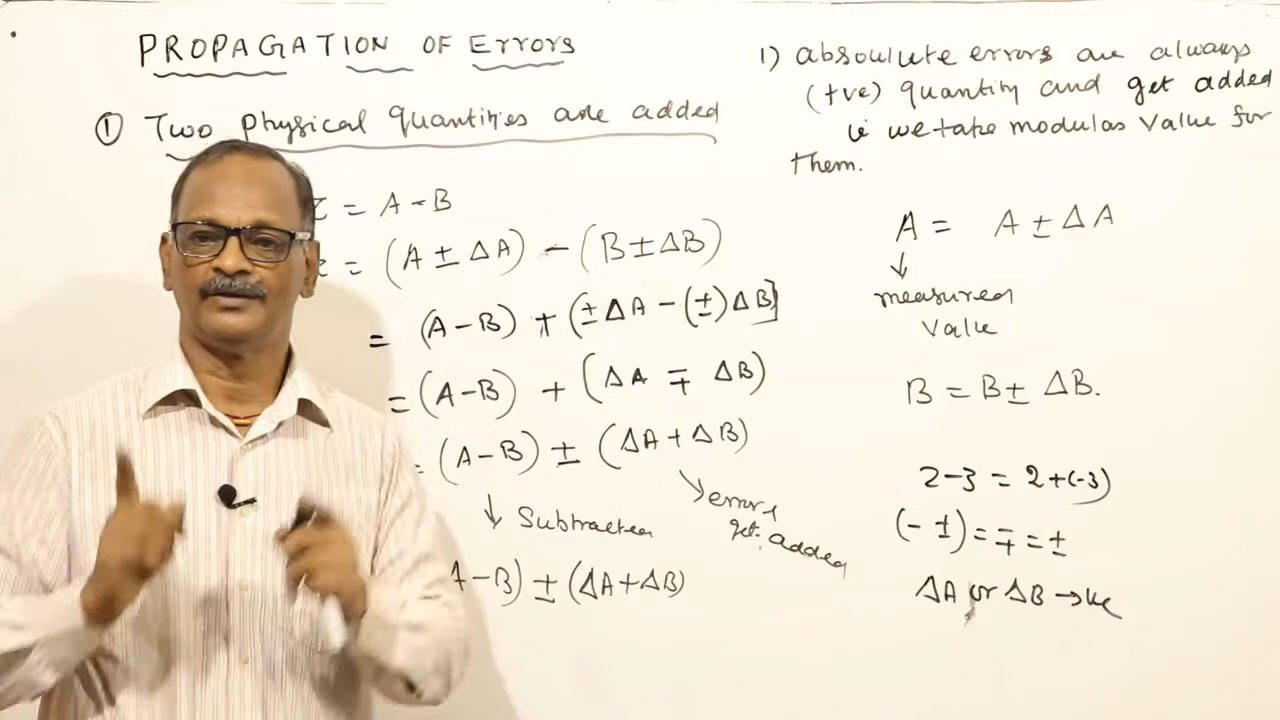 PROPAGATION OF ERRORS
① Two physical quantities are added
= A - B
= (A ± ΔA) - (B ± ΔB)
= (A - B) + (± ΔA - (±) ΔB]
= (A - B) + (ΔA ∓ ΔB)
= (A - B) ± (ΔA + ΔB)
↓ Subtraction
↘ errors
get added
A - B) ± (ΔA + ΔB)
1) absoulute errors are always
(+ve) quantity and get added
ie we take modulas value for
them.
A = A ± ΔA
↓
measured
value
B = B ± ΔB.
2 - 3 = 2 + (-3)
(- ±) = ∓ = ±
ΔA or ΔB →